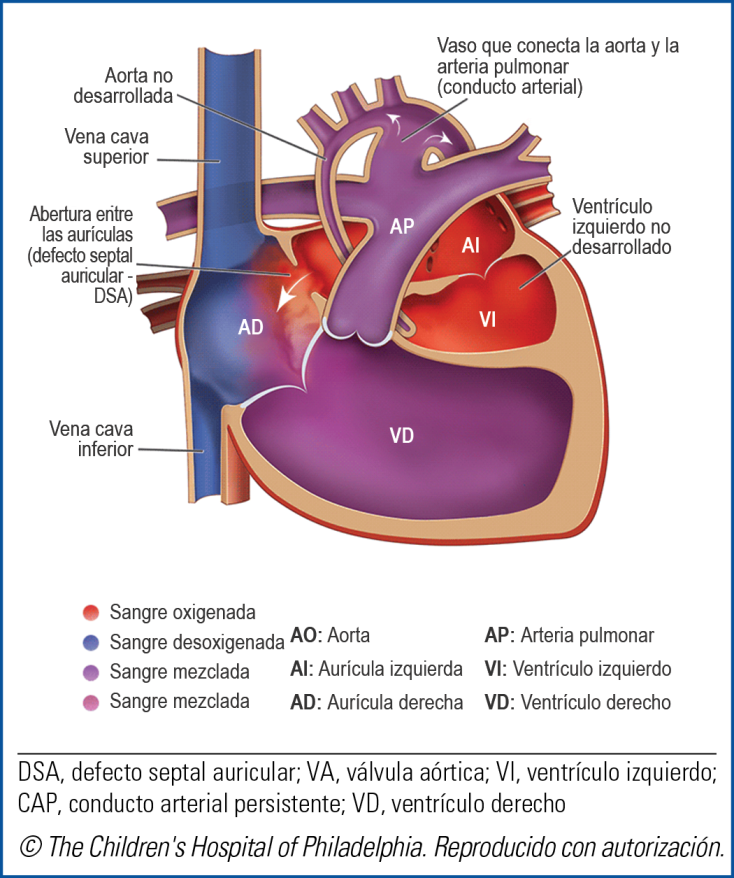 Vaso que conecta la aorta y la
arteria pulmonar
(conducto arterial)
Aorta no
desarrollada
Vena cava
superior
Abertura entre
las aurículas
(defecto septal
auricular -
DSA)
Ventrículo
izquierdo no
desarrollado
AP
AI
VI
AD
VD
Vena cava
inferior
Sangre oxigenada
Sangre desoxigenada
Sangre mezclada
Sangre mezclada
AO: Aorta
AI: Aurícula izquierda
AD: Aurícula derecha
AP: Arteria pulmonar
VI: Ventrículo izquierdo
VD: Ventrículo derecho
DSA, defecto septal auricular; VA, válvula aórtica; VI, ventrículo izquierdo;
CAP, conducto arterial persistente; VD, ventrículo derecho
© The Children's Hospital of Philadelphia. Reproducido con autorización.